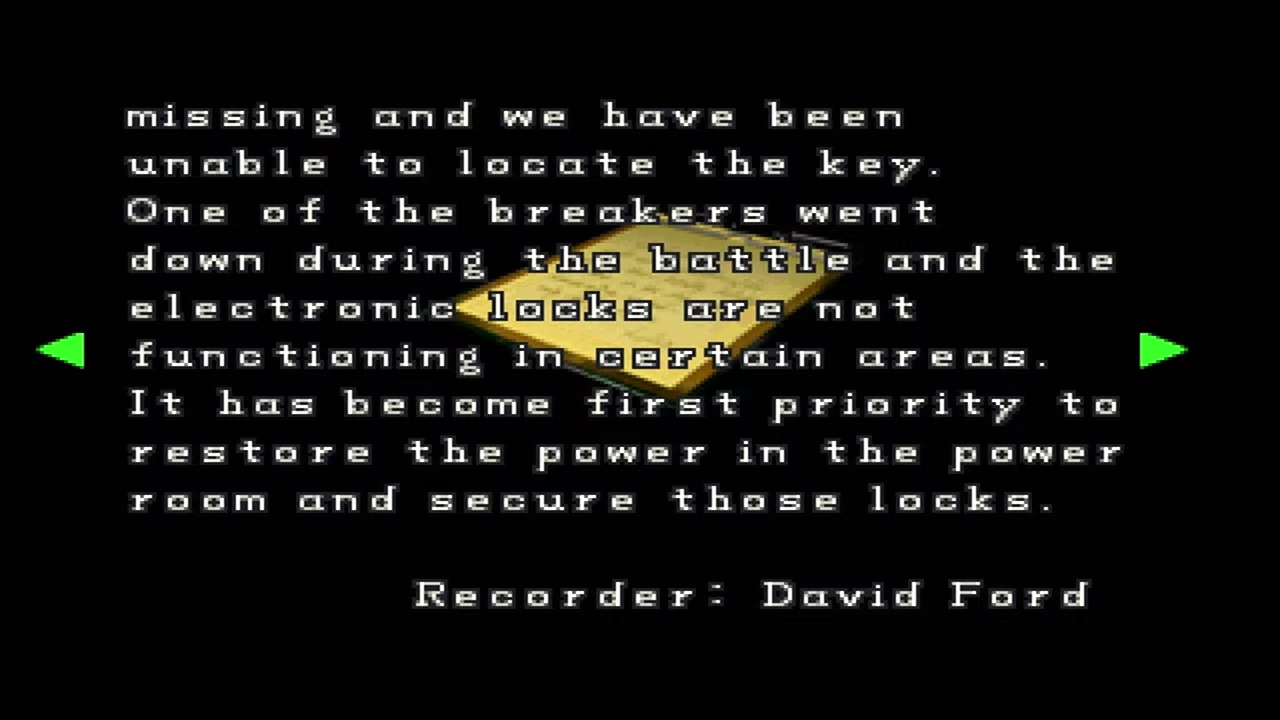 missing and we have been
unable to locate the key.
One of the breakers went
down during the battle and the
electronic locks are not
functioning in certain areas.
It has become first priority to
restore the power in the power
room and secure those locks.
Recorder: David Ford